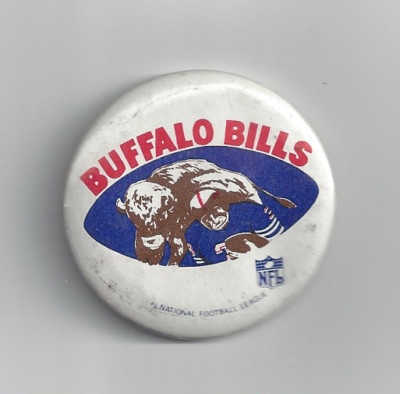 BUFFALO BILLS
NFL
© NATIONAL FOOTBALL LEAGUE